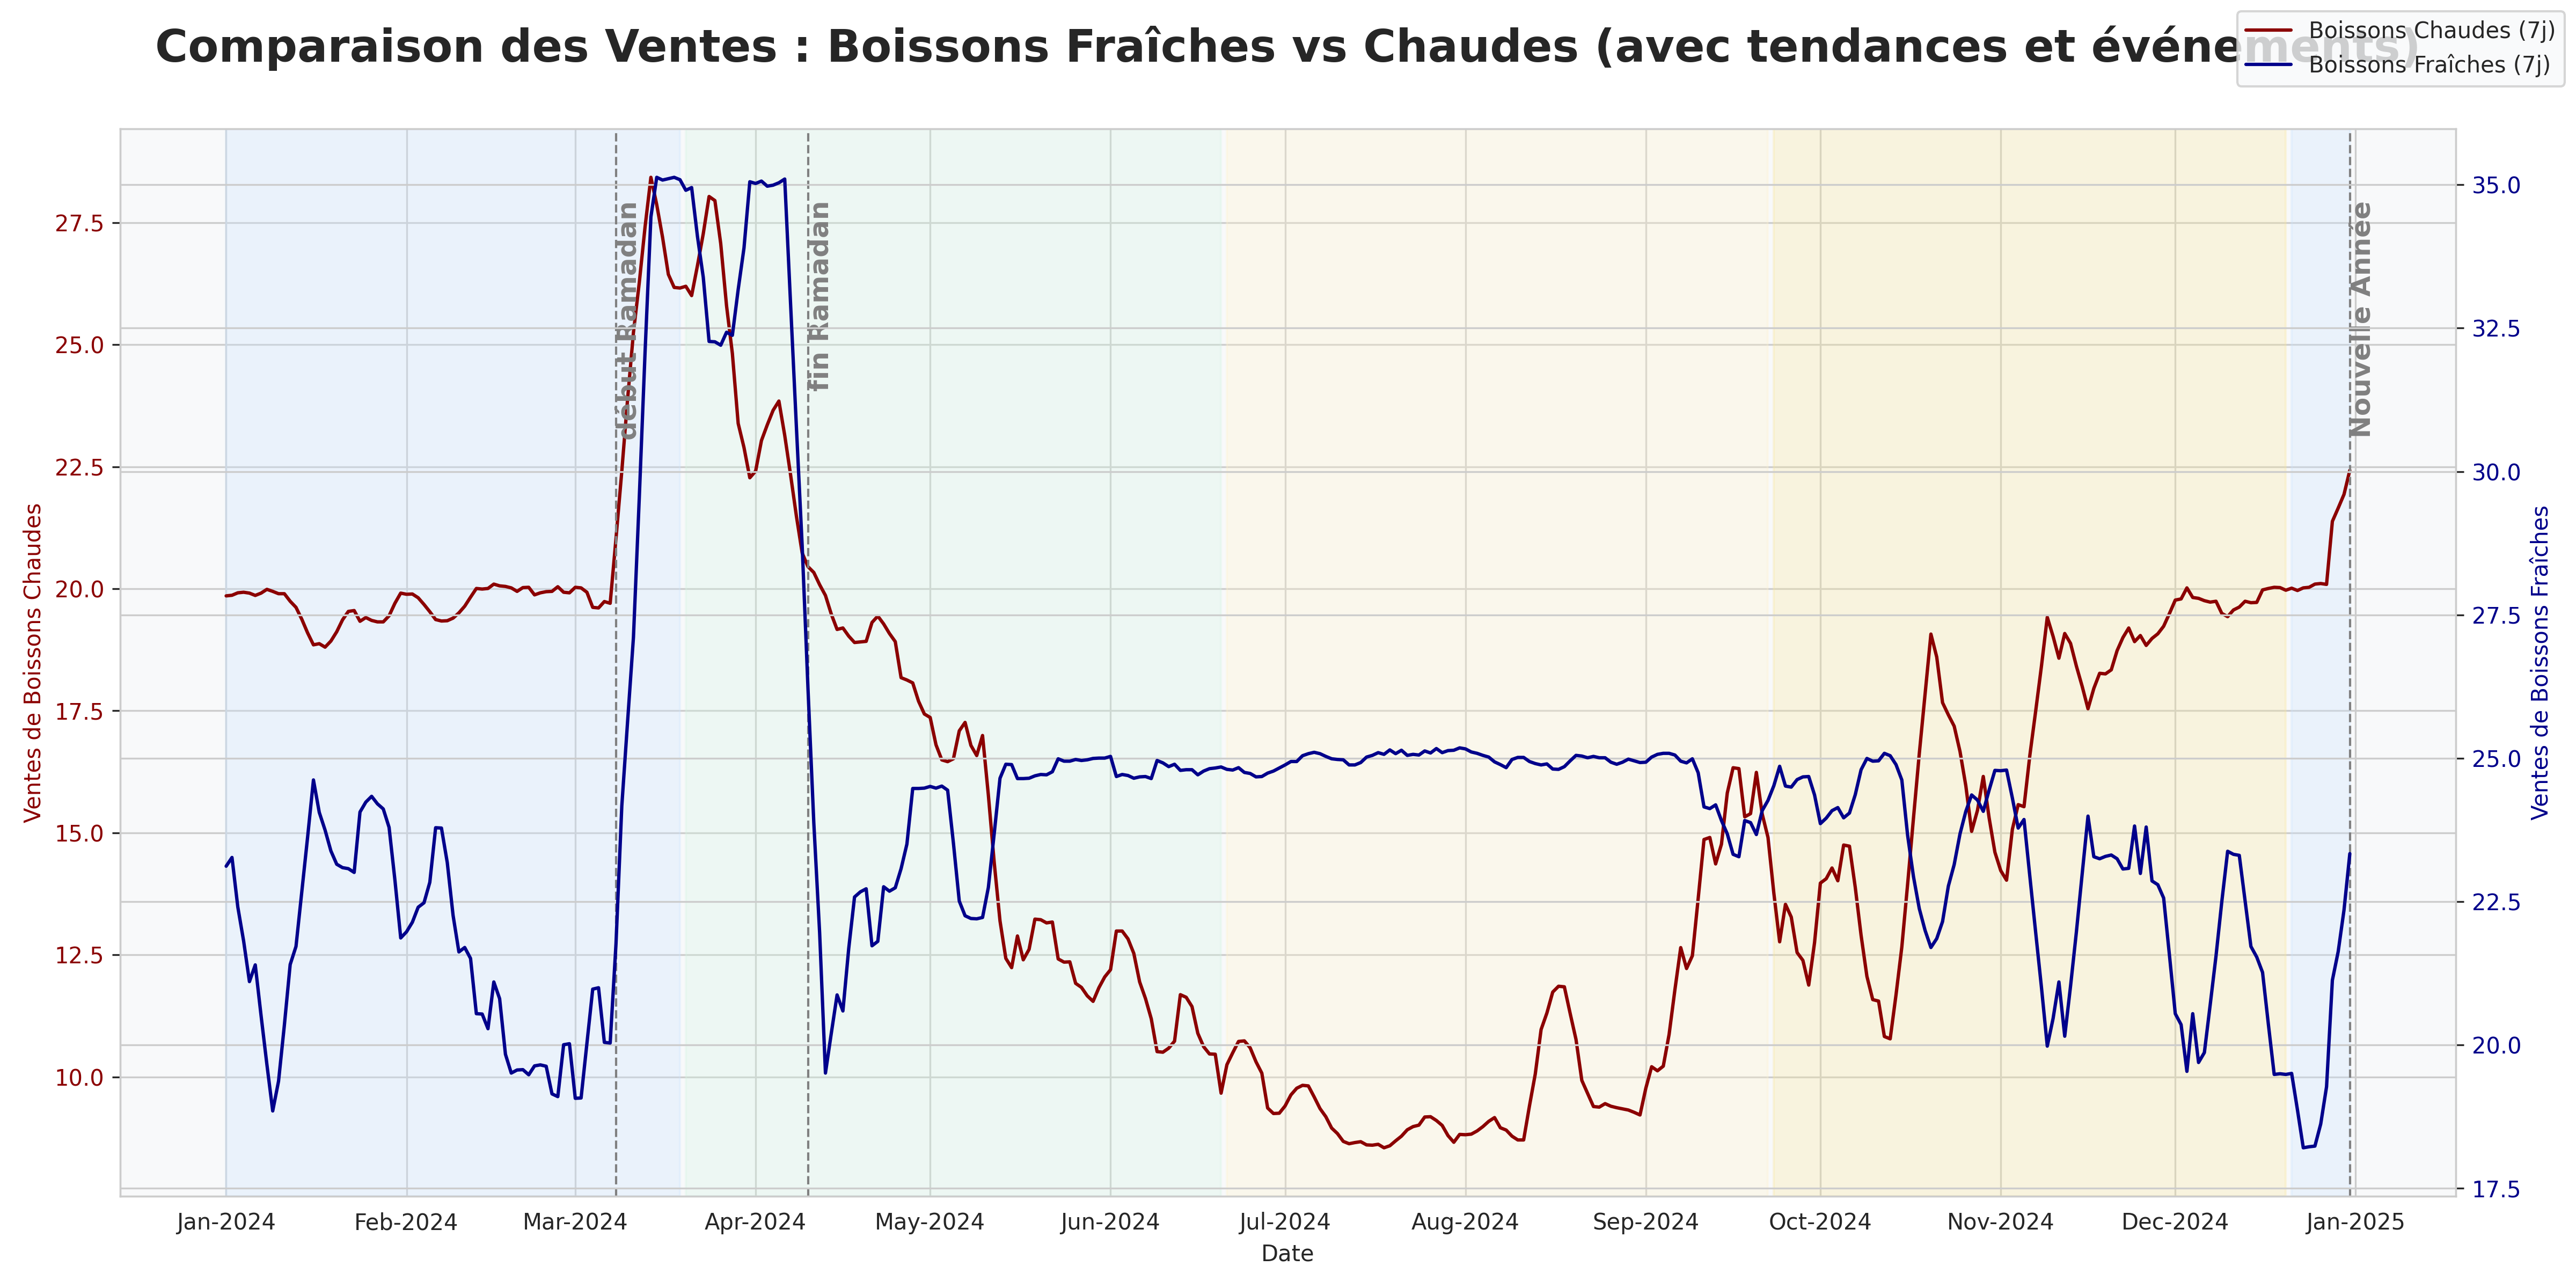 Comparaison des Ventes : Boissons Fraîches vs Chaudes (avec tendances et événements)
Boissons Chaudes (7j)
Boissons Fraîches (7j)
Ventes de Boissons Chaudes
27.5
25.0
22.5
20.0
17.5
15.0
12.5
10.0
début Ramadan
fin Ramadan
Nouvelle Année
35.0
32.5
30.0
27.5
25.0
22.5
20.0
17.5
Ventes de Boissons Fraîches
Jan-2024
Feb-2024
Mar-2024
Apr-2024
May-2024
Jun-2024
Jul-2024
Aug-2024
Sep-2024
Oct-2024
Nov-2024
Dec-2024
Jan-2025
Date